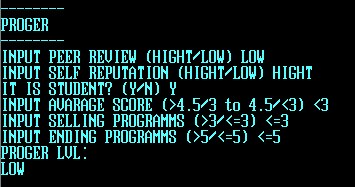 --------
PROGER
--------
INPUT PEER REVIEW (HIGHT/LOW) LOW
INPUT SELF REPUTATION (HIGHT/LOW) HIGHT
IT IS STUDENT? (Y/N) Y
INPUT AVARAGE SCORE (>4.5/3 to 4.5/<3) <3
INPUT SELLING PROGRAMMS (>3/<=3) <=3
INPUT ENDING PROGRAMMS (>5/<=5) <=5
PROGER LVL:
LOW